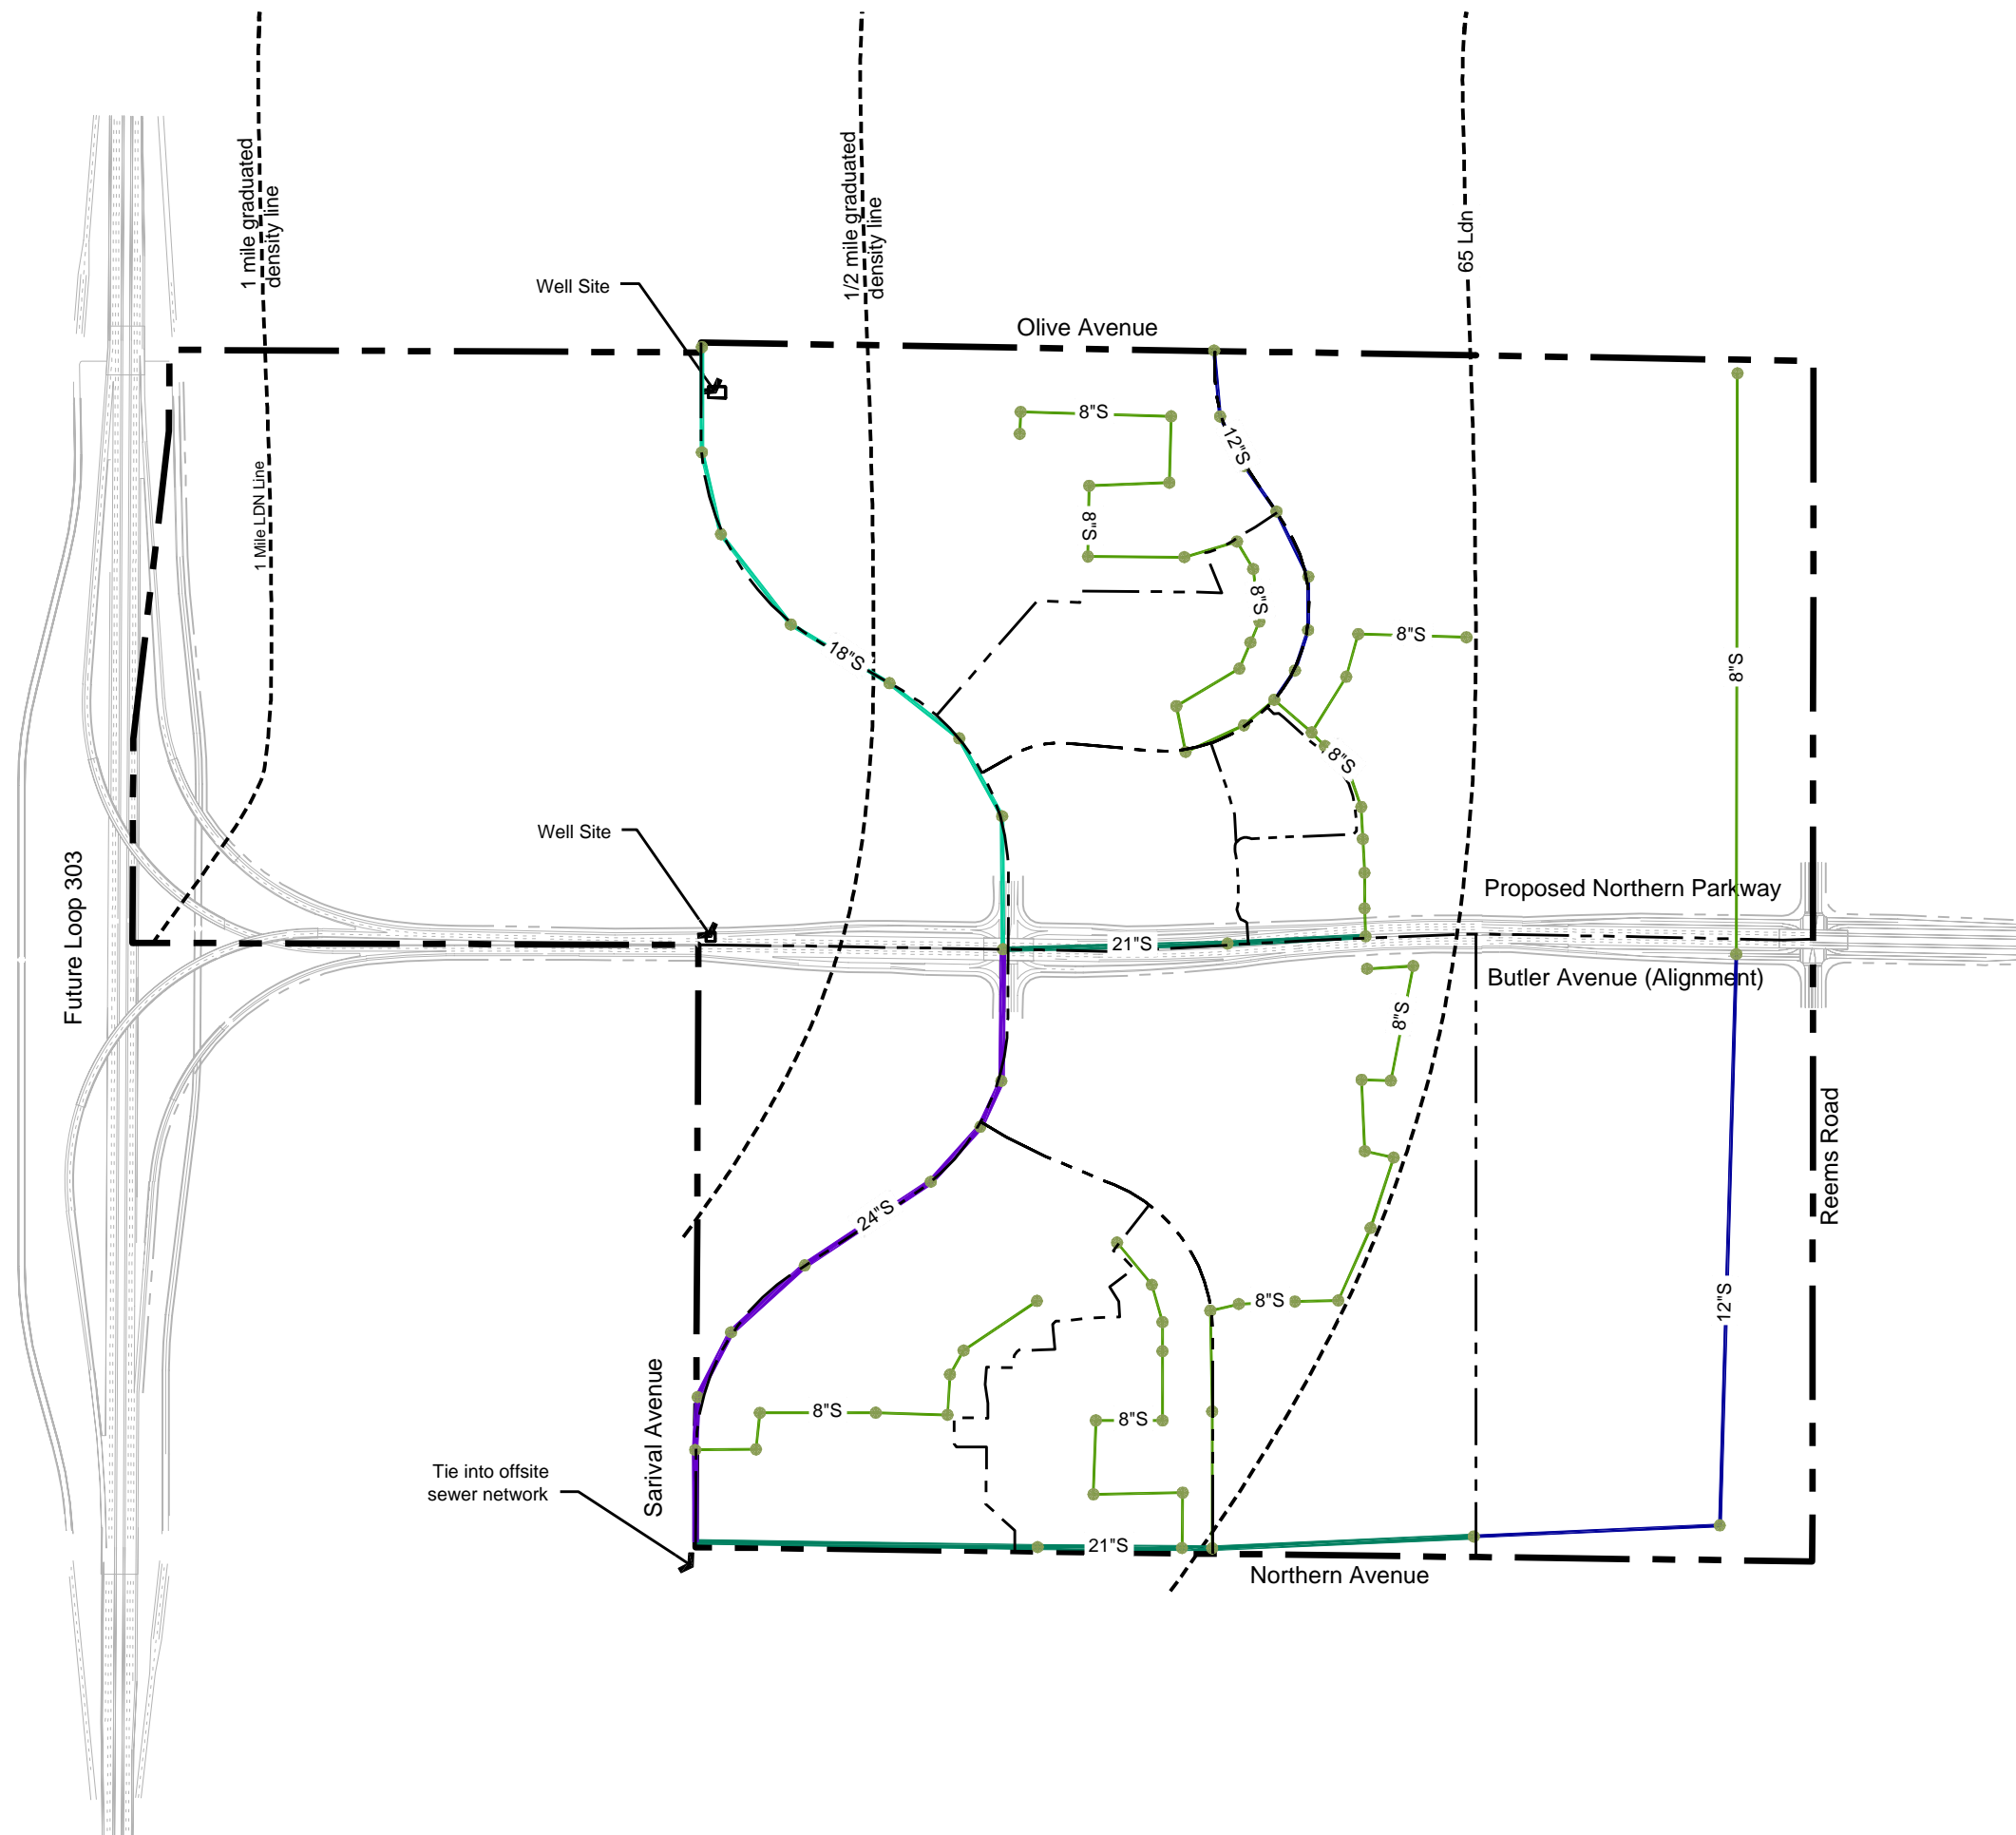 1 mile graduated
density line
1/2 mile graduated
density line
65 Ldn
Well Site
Olive Avenue
8"S
12"S
8"S
1 Mile LDN Line
8"S
8"S
18"S
8"S
8"S
Well Site
Future Loop 303
Proposed Northern Parkway
21"S
Butler Avenue (Alignment)
8"S
Reems Road
24"S
8"S
12"S
8"S
8"S
Sarival Avenue
Tie into offsite
sewer network
21"S
Northern Avenue